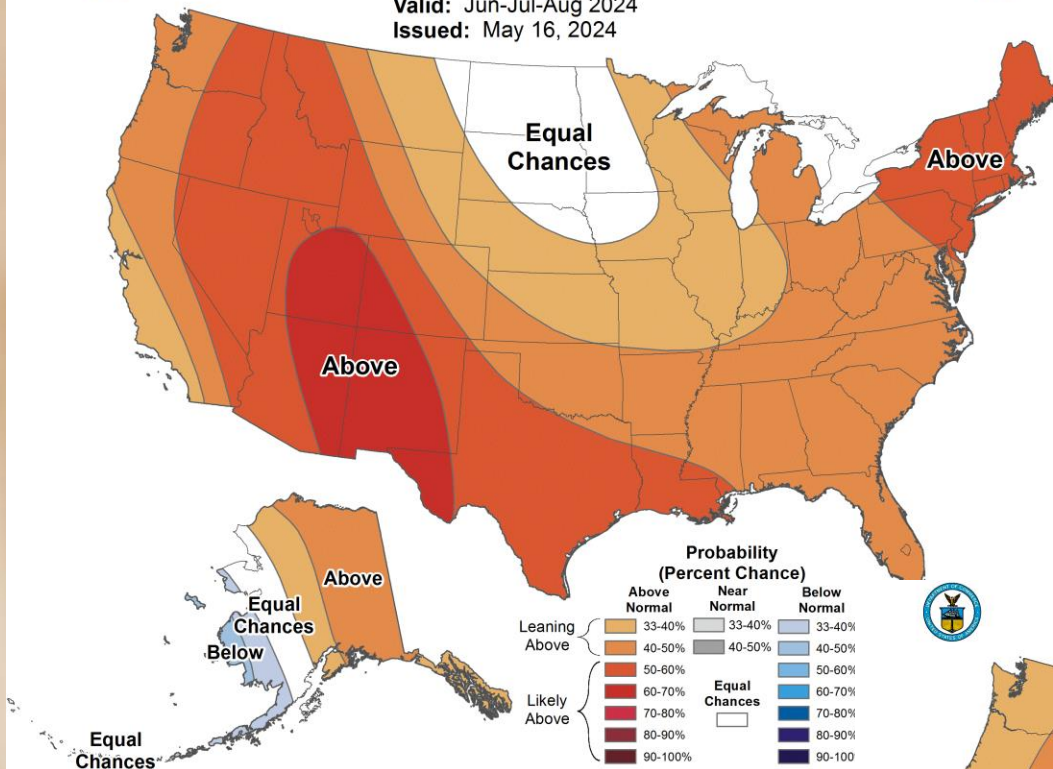 Valid: Jun-Jul-Aug 2024
Issued: May 16, 2024
Equal
Chances
Above
Above
Above
Equal
Chances
Below
Equal
Chances
Probability
(Percent Chance)
Above
Normal
Near
Normal
Below
Normal
Leaning
Above
33-40%
33-40%
33-40%
40-50%
40-50%
40-50%
Likely
Above
50-60%
50-60%
60-70%
Equal
Chances
60-70%
70-80%
70-80%
80-90%
80-90%
90-100%
90-100